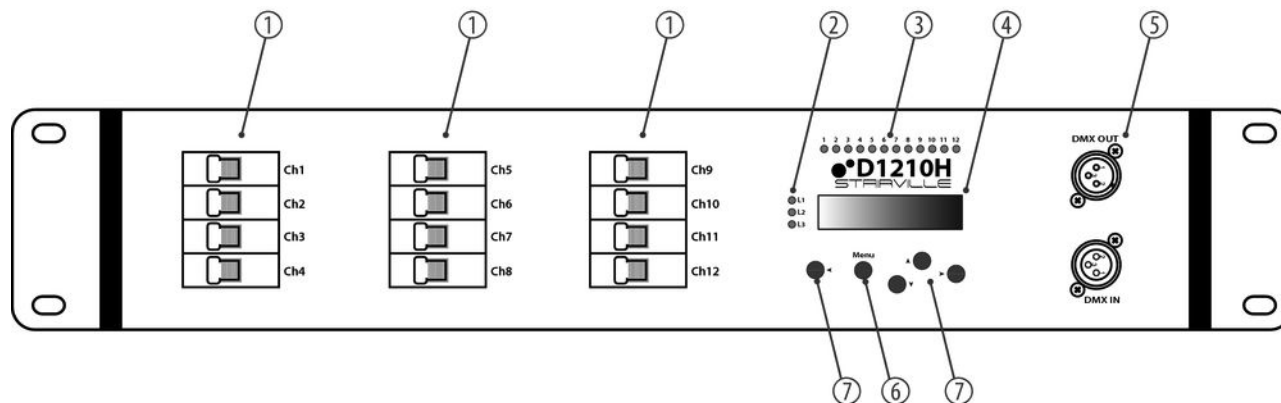 ① ① ① ② ③ ④ ⑤
1 2 3 4 5 6 7 8 9 10 11 12
DMX OUT
Ch1 Ch5 Ch9
D1210H
STAIRVILLE
Ch2 Ch6 Ch10
L1
L2
L3
Ch3 Ch7 Ch11
Ch4 Ch8 Ch12
Menu
DMX IN
⑦ ⑥ ⑦